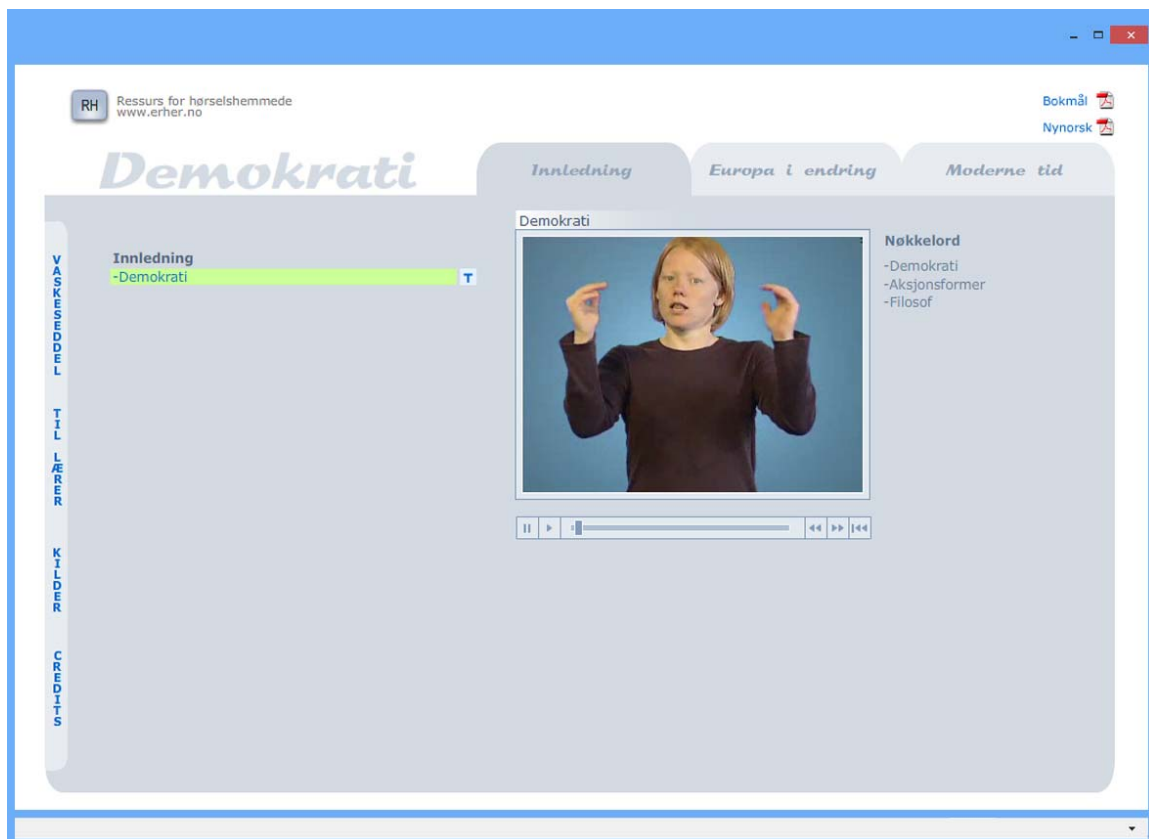 RH
Ressurs for hørselshemmede
www.erher.no
Bokmål
Nynorsk
Demokrati
Innledning
Europa i endring
Moderne tid
VASKESEDDEL
TIL LÆRER
KILDER
CREDITS
Innledning
-Demokrati
T
Demokrati
Nøkkelord
-Demokrati
-Aksjonsformer
-Filosof